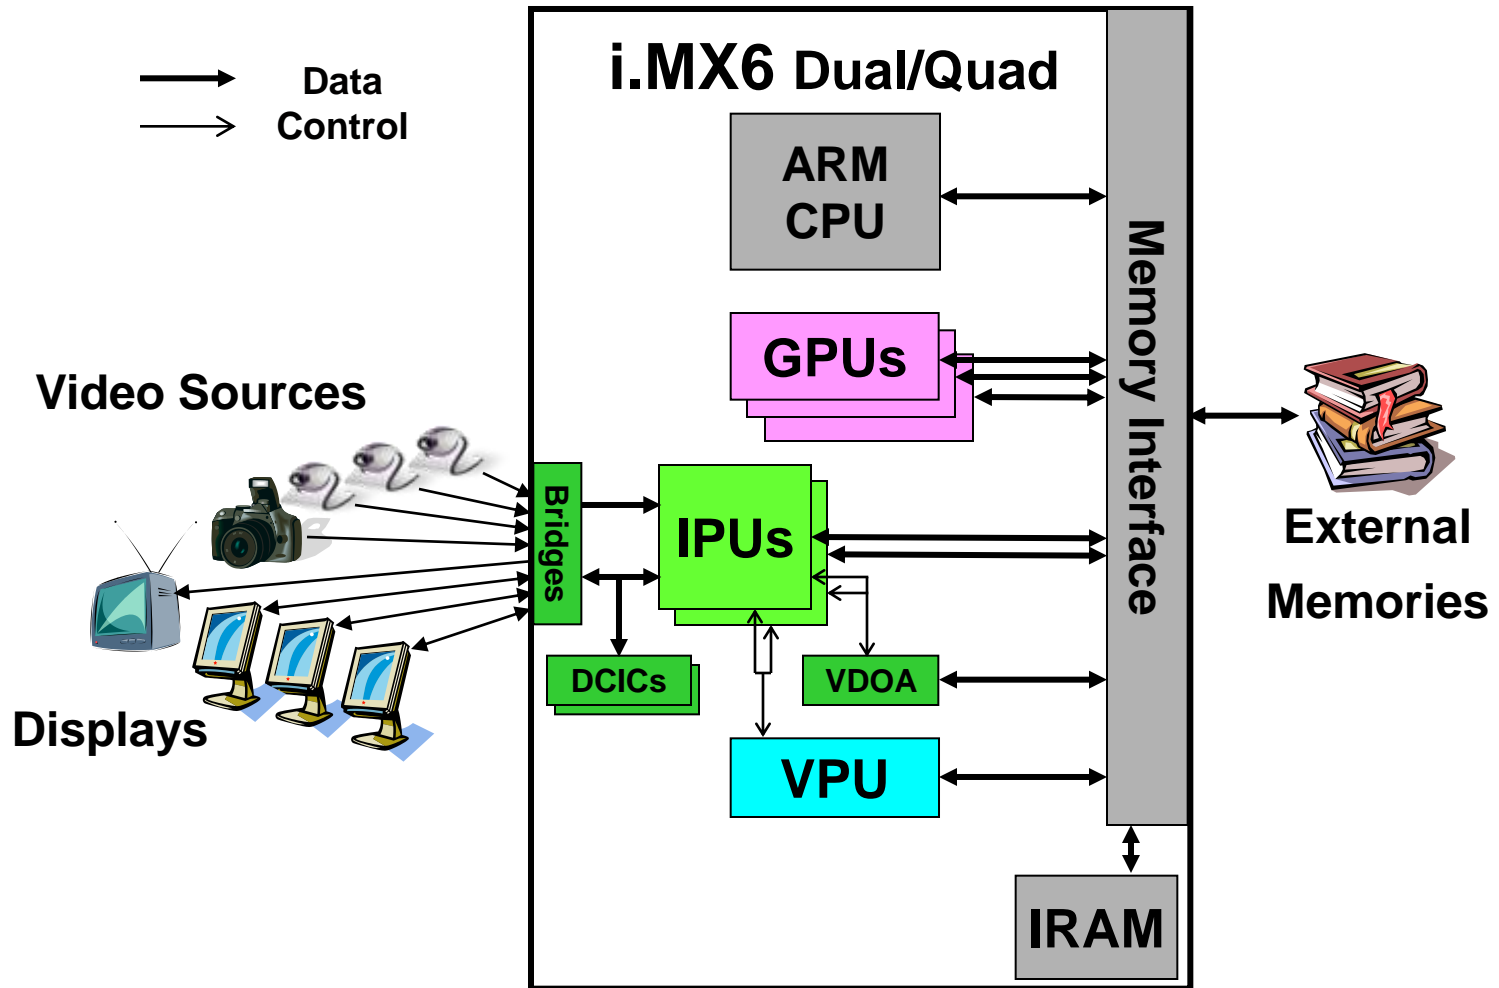 i.MX6 Dual/Quad
Data
Control
ARM
CPU
Memory Interface
GPUs
Video Sources
Bridges
IPUs
External
Memories
DCICs
VDOA
Displays
VPU
IRAM